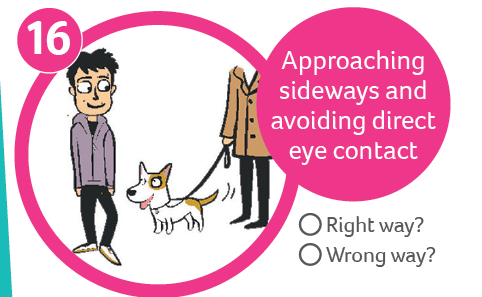 16
Approaching
sideways and
avoiding direct
eye contact
Right way?
Wrong way?